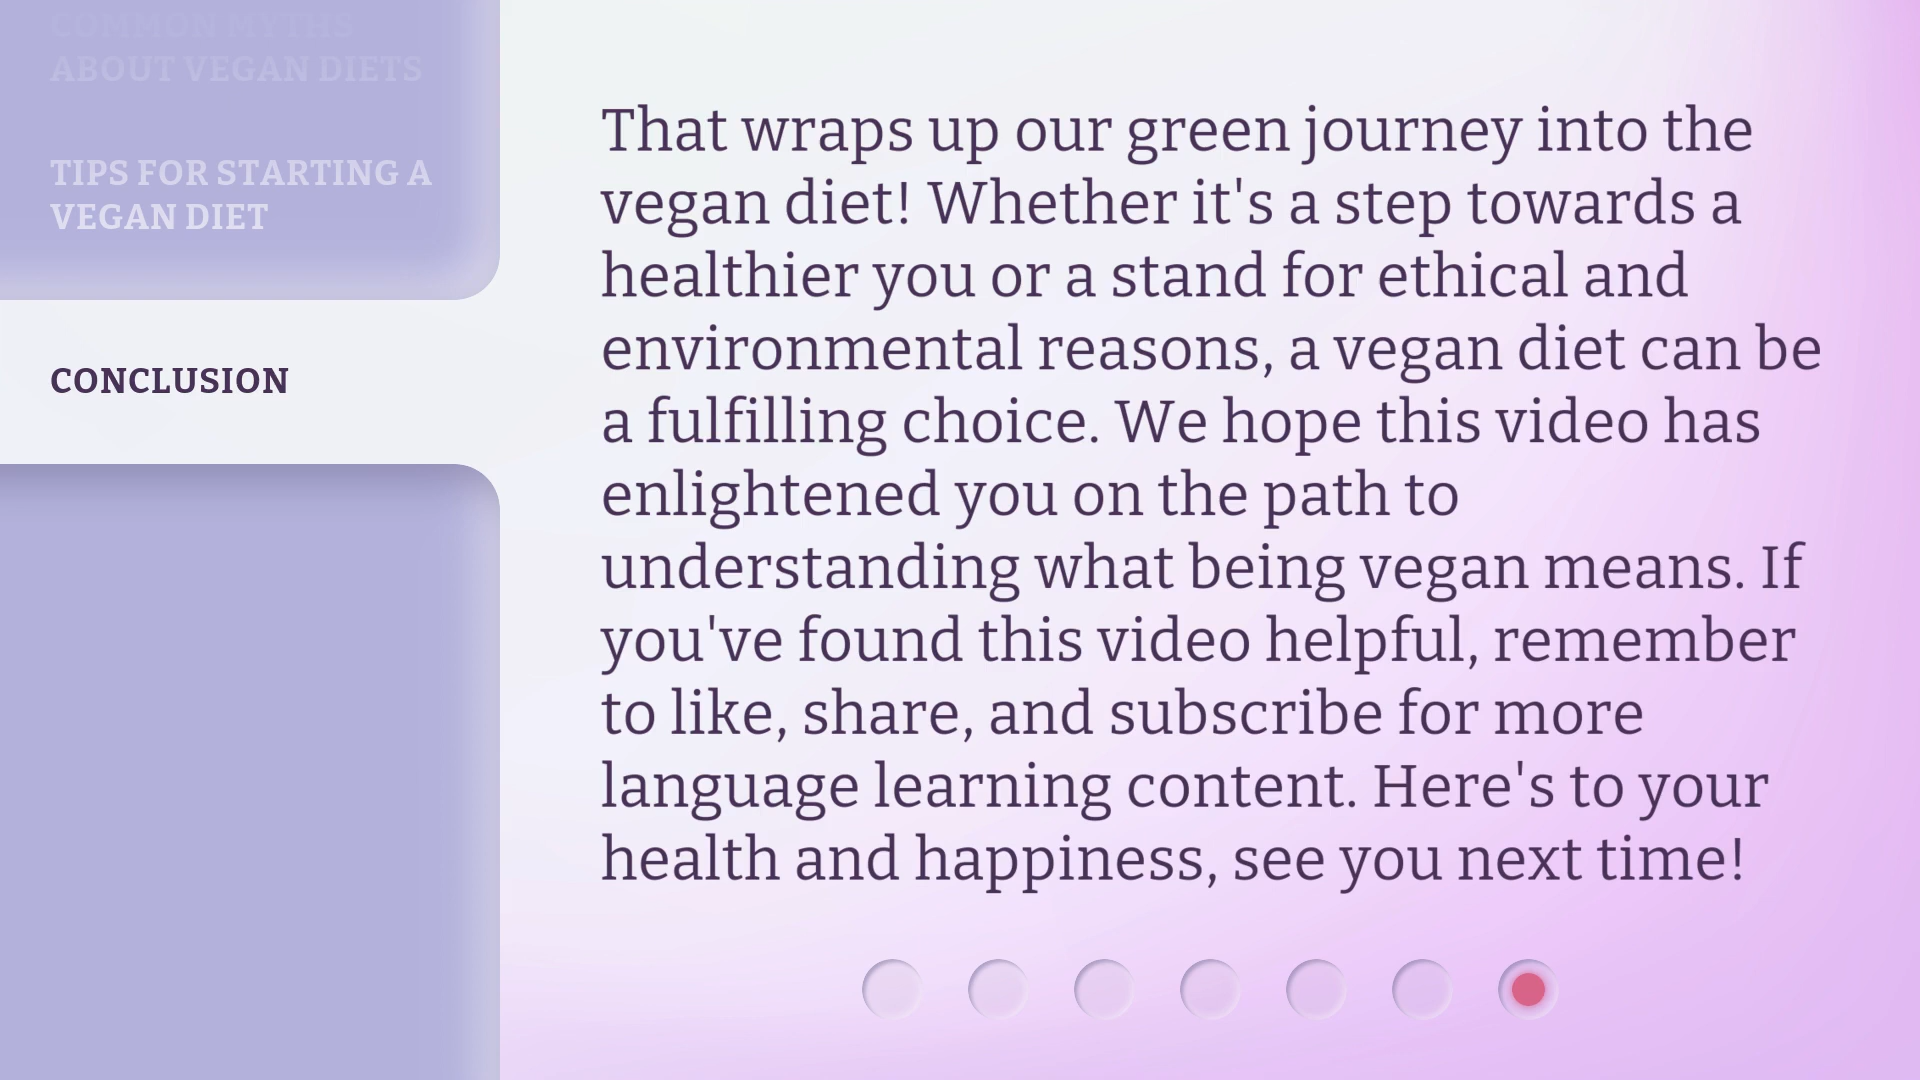 COMMON MYTHS
ABOUT VEGAN DIETS
TIPS FOR STARTING A
VEGAN DIET
CONCLUSION
That wraps up our green journey into the
vegan diet! Whether it's a step towards a
healthier you or a stand for ethical and
environmental reasons, a vegan diet can be
a fulfilling choice. We hope this video has
enlightened you on the path to
understanding what being vegan means. If
you've found this video helpful, remember
to like, share, and subscribe for more
language learning content. Here's to your
health and happiness, see you next time!